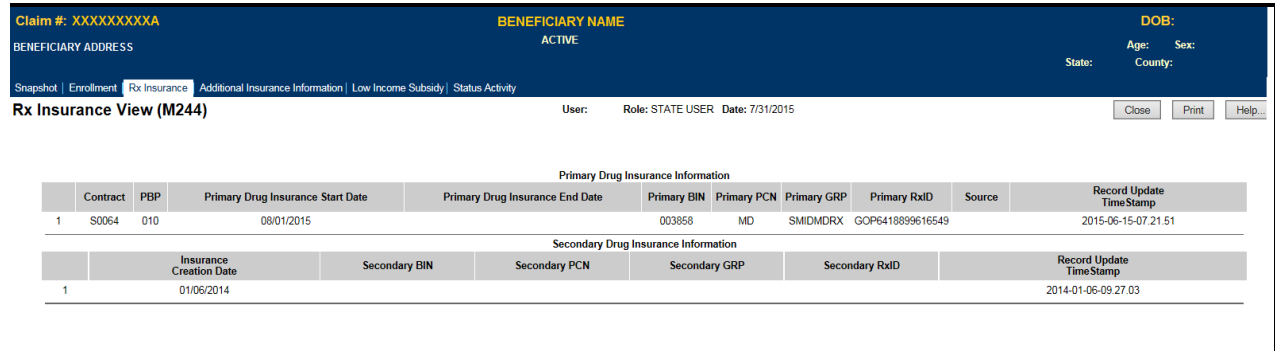 Claim #: XXXXXXXXXA BENEFICIARY NAME DOB:
BENEFICIARY ADDRESS ACTIVE Age: Sex:
State: County:
Snapshot | Enrollment | Rx Insurance | Additional Insurance Information | Low Income Subsidy | Status Activity
Rx Insurance View (M244) User: Role: STATE USER Date: 7/31/2015 Close Print Help...
Primary Drug Insurance Information
Contract PBP Primary Drug Insurance Start Date Primary Drug Insurance End Date Primary BIN Primary PCN Primary GRP Primary RxID Source Record Update TimeStamp
1 S0064 010 08/01/2015 003858 MD SMIDMDRX GOP6418899616549 2015-06-15-07.21.51
Secondary Drug Insurance Information
Insurance Creation Date Secondary BIN Secondary PCN Secondary GRP Secondary RxID Record Update TimeStamp
1 01/06/2014 2014-01-06-09.27.03